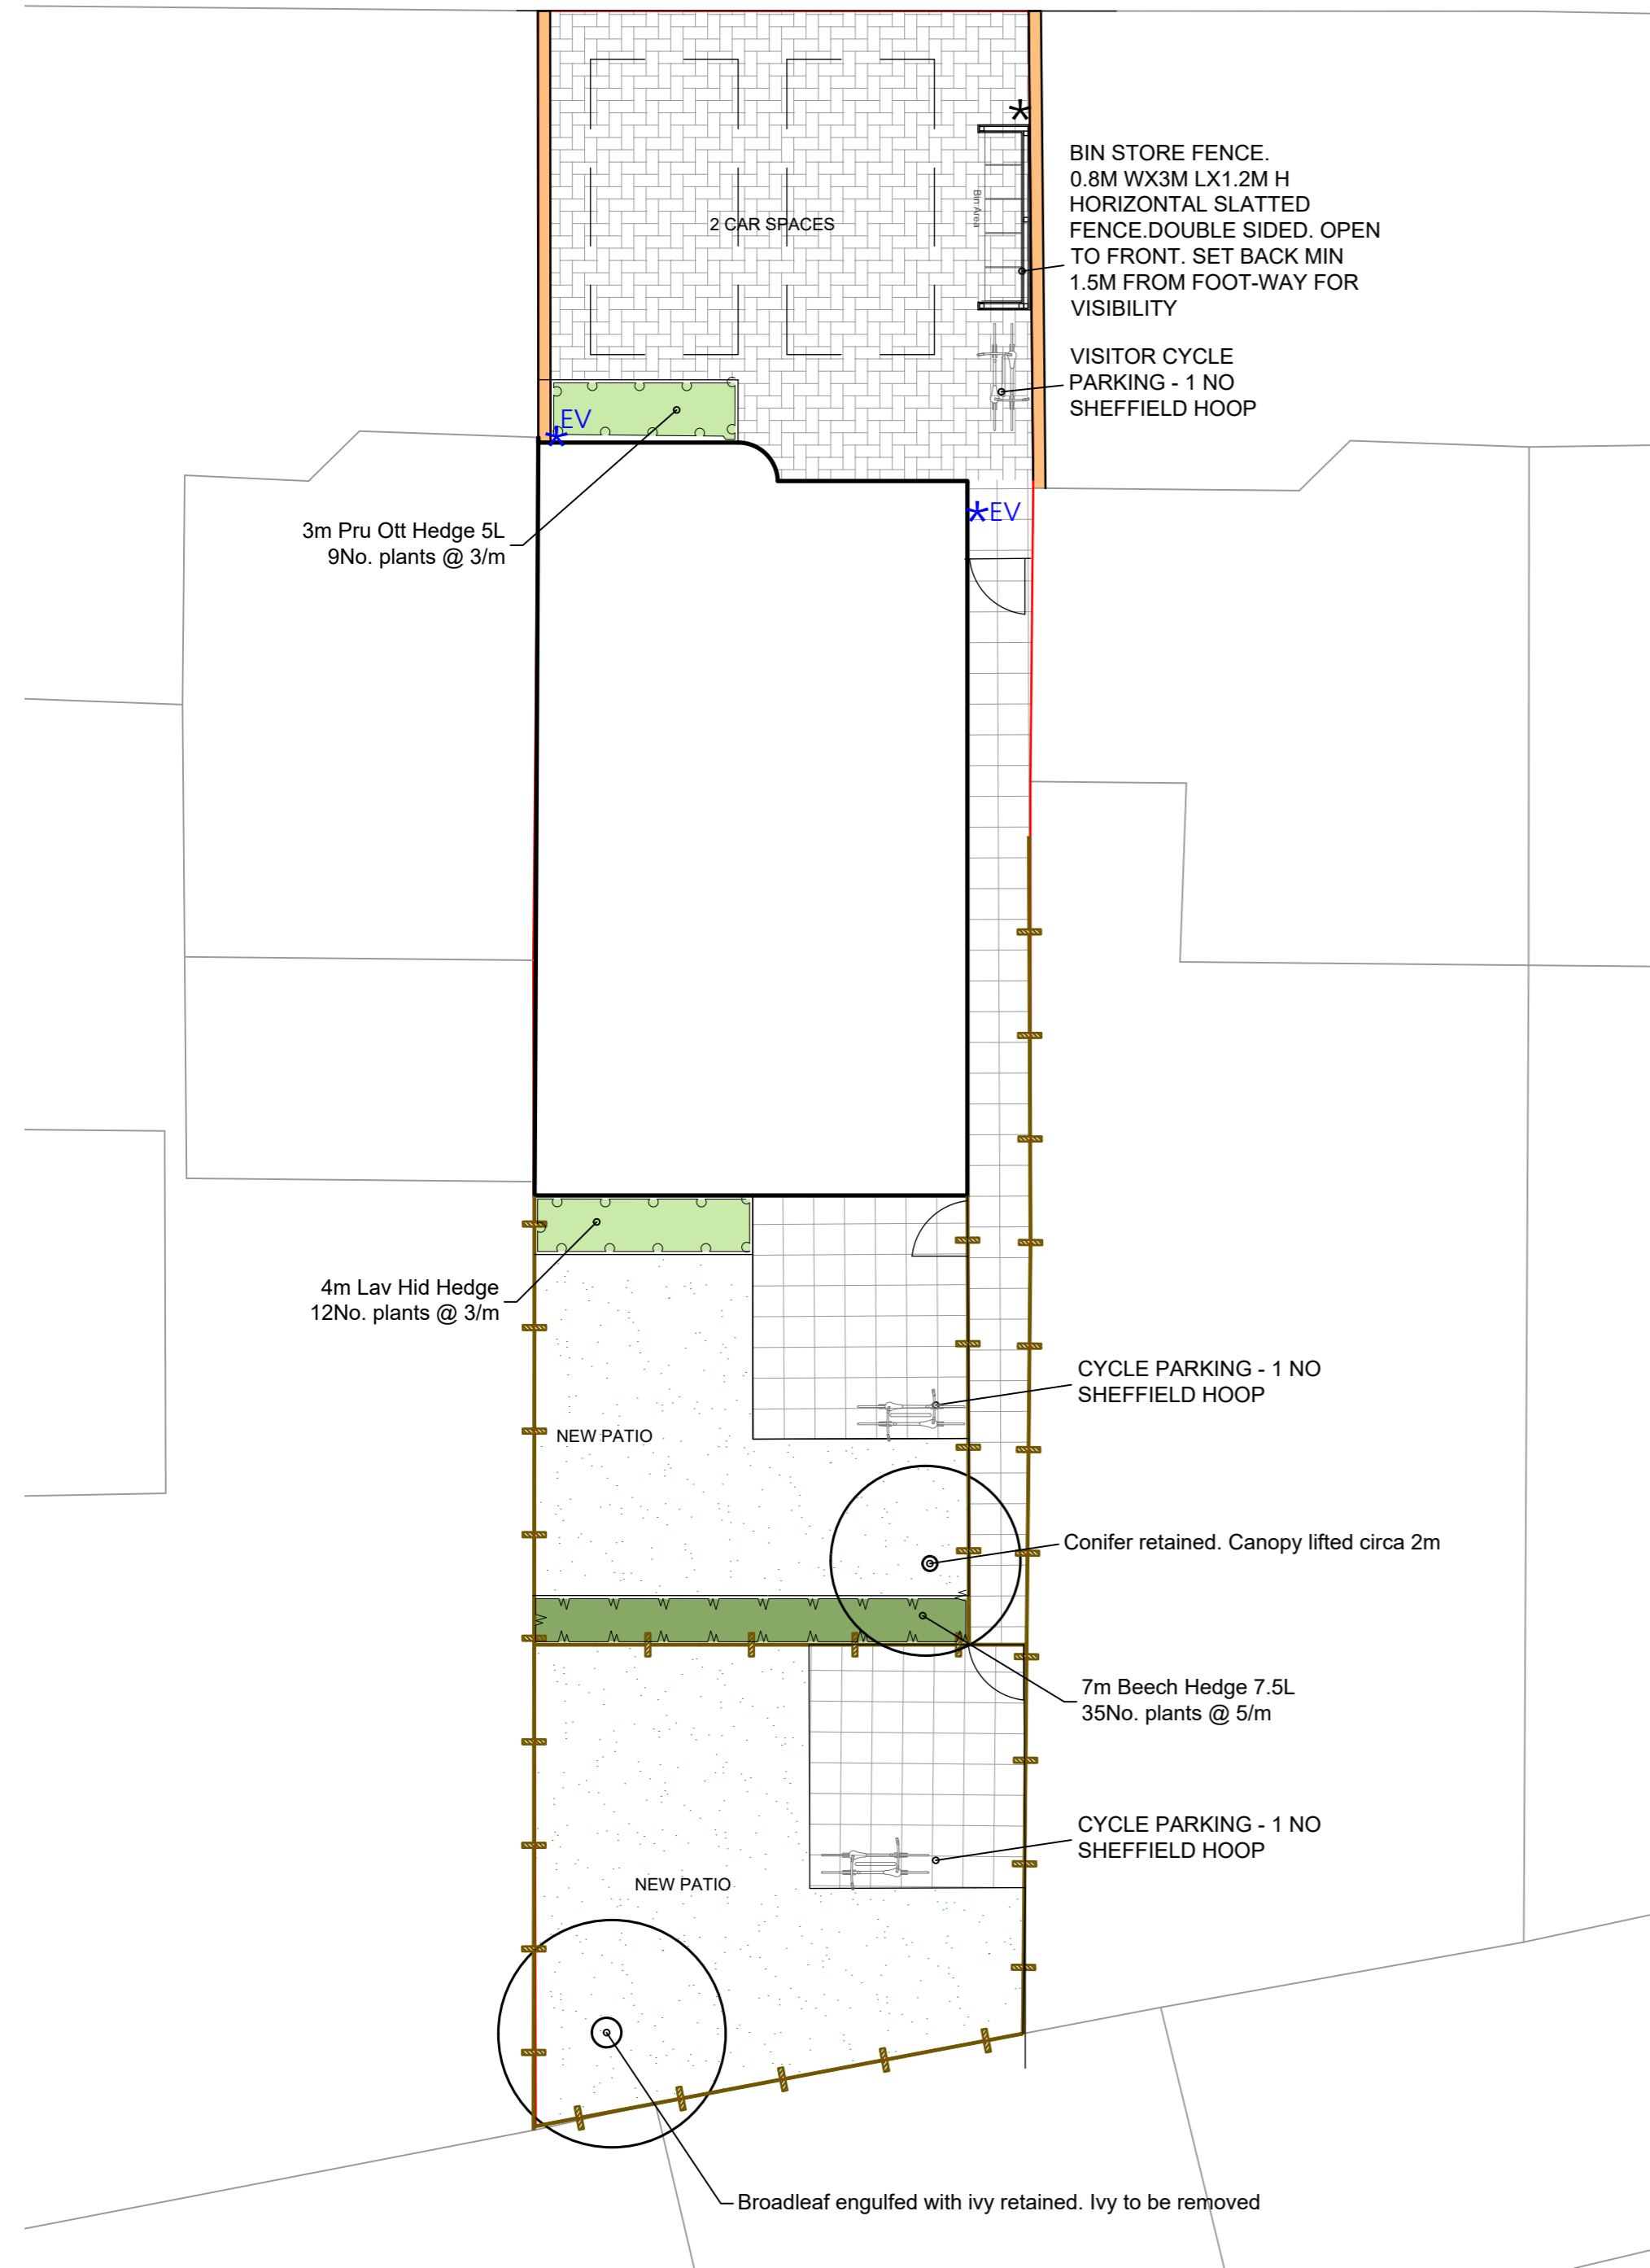 BIN STORE FENCE.
0.8M WX3M LX1.2M H
HORIZONTAL SLATTED
FENCE.DOUBLE SIDED. OPEN
TO FRONT. SET BACK MIN
1.5M FROM FOOT-WAY FOR
VISIBILITY
Bin Area
2 CAR SPACES
VISITOR CYCLE
PARKING - 1 NO
SHEFFIELD HOOP
EV
EV
3m Pru Ott Hedge 5L
9No. plants @ 3/m
4m Lav Hid Hedge
12No. plants @ 3/m
CYCLE PARKING - 1 NO
SHEFFIELD HOOP
NEW PATIO
Conifer retained. Canopy lifted circa 2m
7m Beech Hedge 7.5L
35No. plants @ 5/m
CYCLE PARKING - 1 NO
SHEFFIELD HOOP
NEW PATIO
Broadleaf engulfed with ivy retained. Ivy to be removed